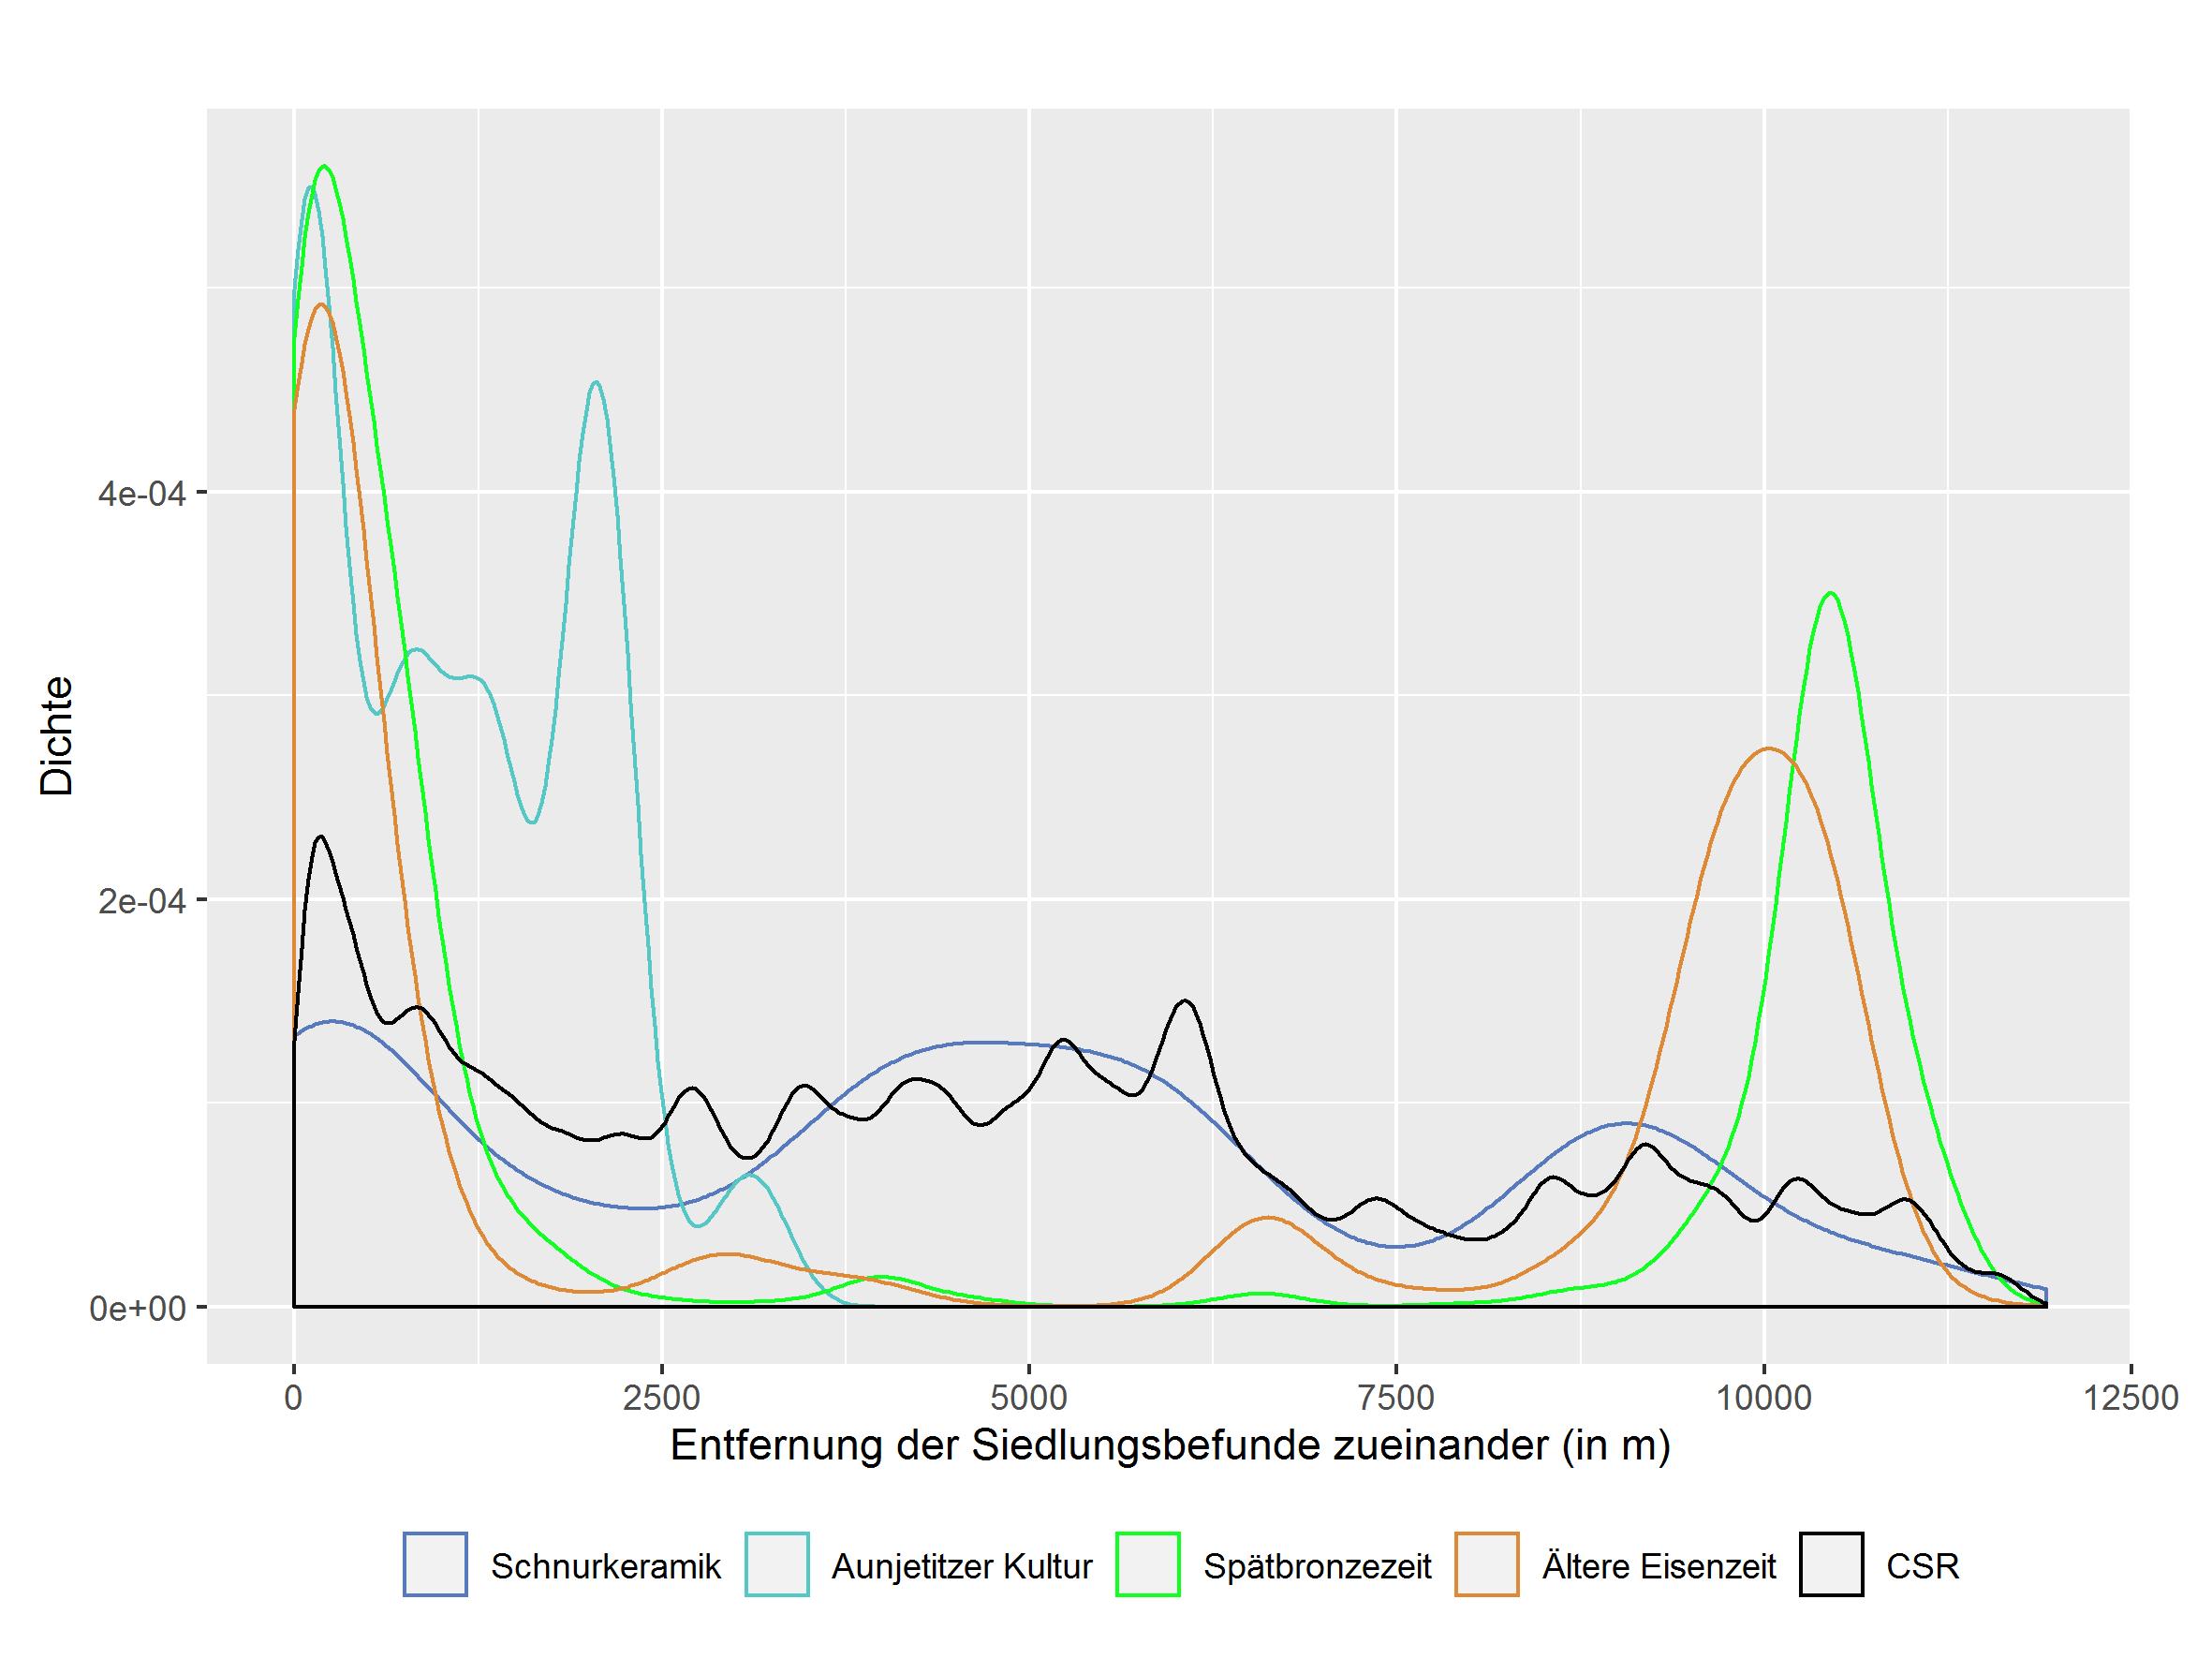 Dichte
4e-04
2e-04
0e+00
0 2500 5000 7500 10000 12500
Entfernung der Siedlungsbefunde zueinander (in m)
Schnurkeramik Aunjetitzer Kultur Spätbronzezeit Ältere Eisenzeit CSR